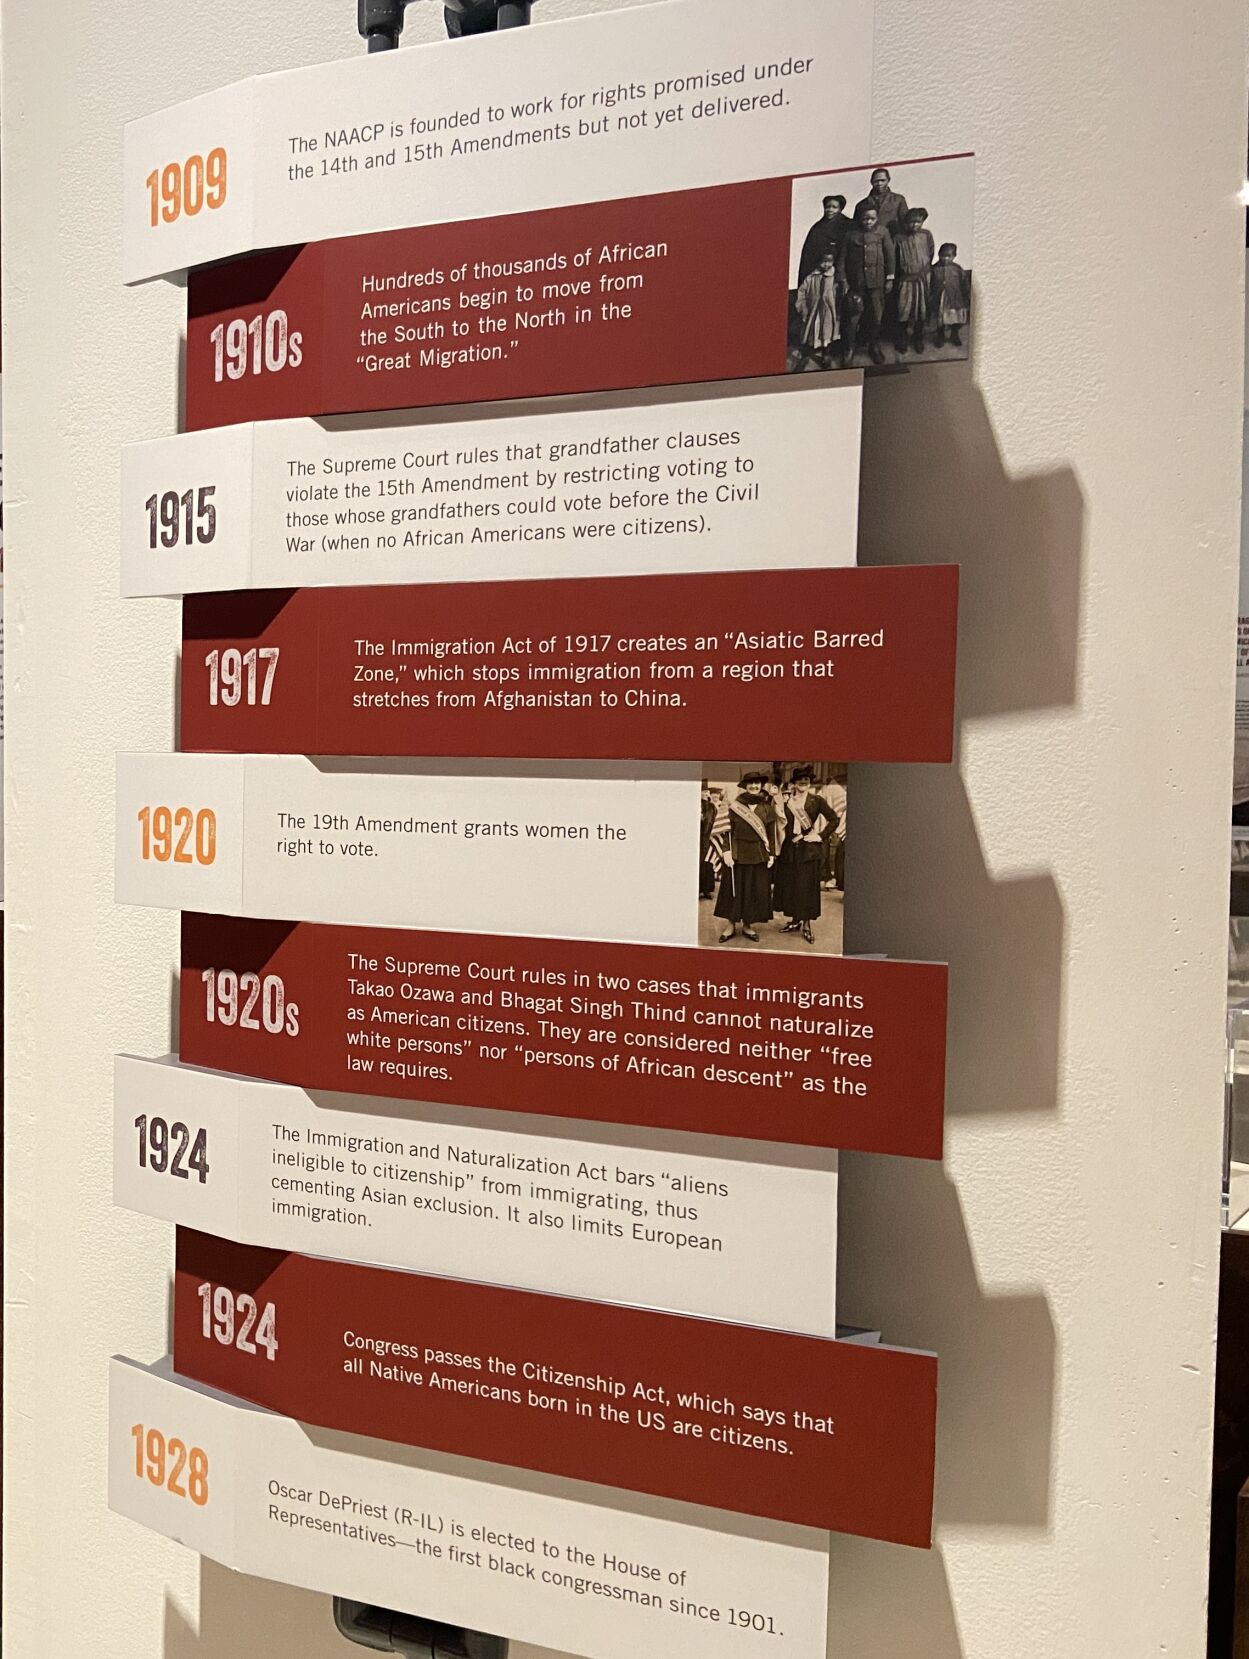 1909
The NAACP is founded to work for rights promised under
the 14th and 15th Amendments but not yet delivered.
1910s
Hundreds of thousands of African
Americans begin to move from
the South to the North in the
“Great Migration.”
1915
The Supreme Court rules that grandfather clauses
violate the 15th Amendment by restricting voting to
those whose grandfathers could vote before the Civil
War (when no African Americans were citizens).
1917
The Immigration Act of 1917 creates an “Asiatic Barred
Zone,” which stops immigration from a region that
stretches from Afghanistan to China.
1920
The 19th Amendment grants women the
right to vote.
1920s
The Supreme Court rules in two cases that immigrants
Takao Ozawa and Bhagat Singh Thind cannot naturalize
as American citizens. They are considered neither “free
white persons” nor “persons of African descent” as the
law requires.
1924
The Immigration and Naturalization Act bars “aliens
ineligible to citizenship” from immigrating, thus
cementing Asian exclusion. It also limits European
immigration.
1924
Congress passes the Citizenship Act, which says that
all Native Americans born in the US are citizens.
1928
Oscar DePriest (R-IL) is elected to the House of
Representatives—the first black congressman since 1901.